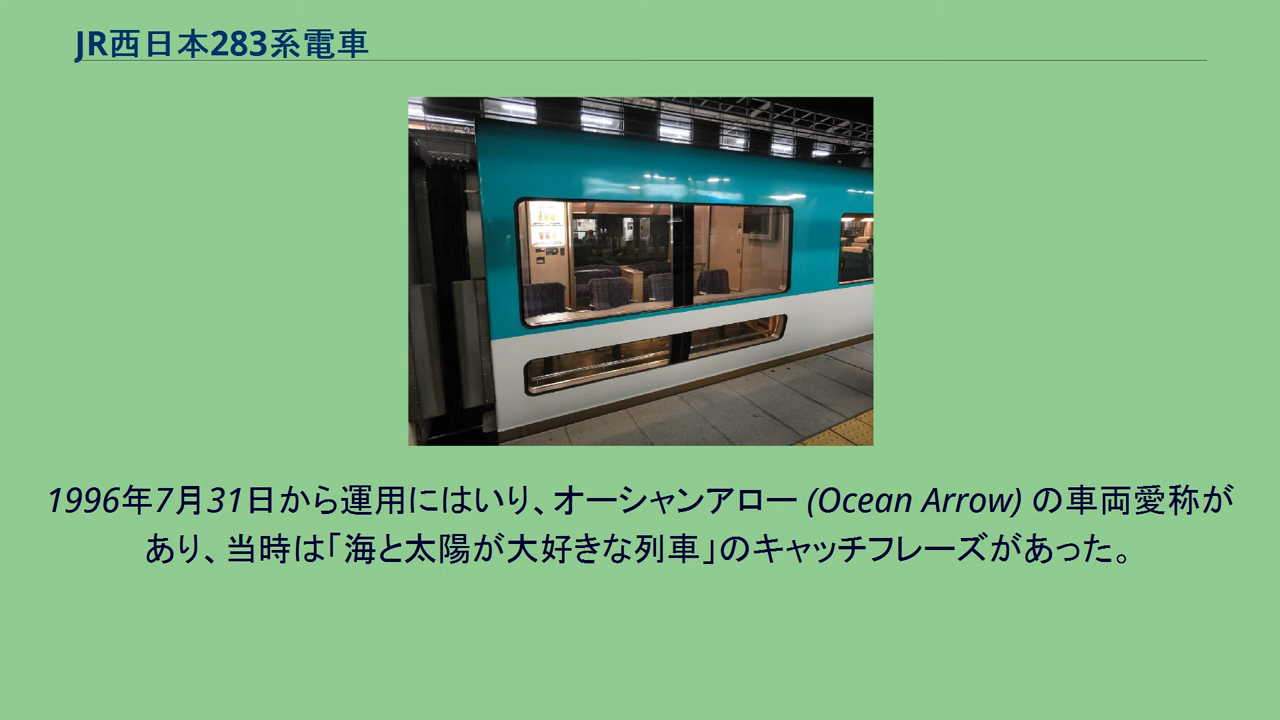 JR西日本283系電車
1996年7月31日から運用にはいり、オーシャンアロー (Ocean Arrow) の車両愛称が
あり、当時は「海と太陽が大好きな列車」のキャッチフレーズがあった。